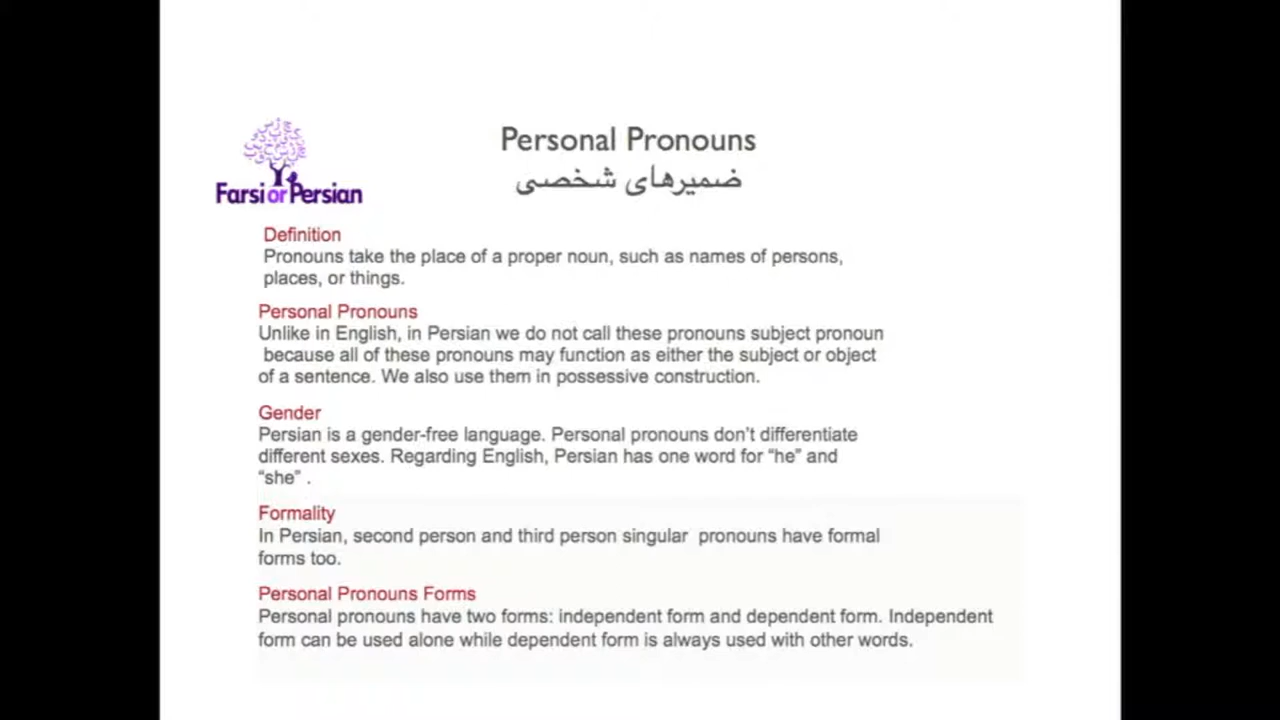 Personal Pronouns
ضمیرهای شخصی
Farsi or Persian
Definition
Pronouns take the place of a proper noun, such as names of persons,
places, or things.
Personal Pronouns
Unlike in English, in Persian we do not call these pronouns subject pronoun
because all of these pronouns may function as either the subject or object
of a sentence. We also use them in possessive construction.
Gender
Persian is a gender-free language. Personal pronouns don't differentiate
different sexes. Regarding English, Persian has one word for “he” and
“she” .
Formality
In Persian, second person and third person singular  pronouns have formal
forms too.
Personal Pronouns Forms
Personal pronouns have two forms: independent form and dependent form. Independent
form can be used alone while dependent form is always used with other words.